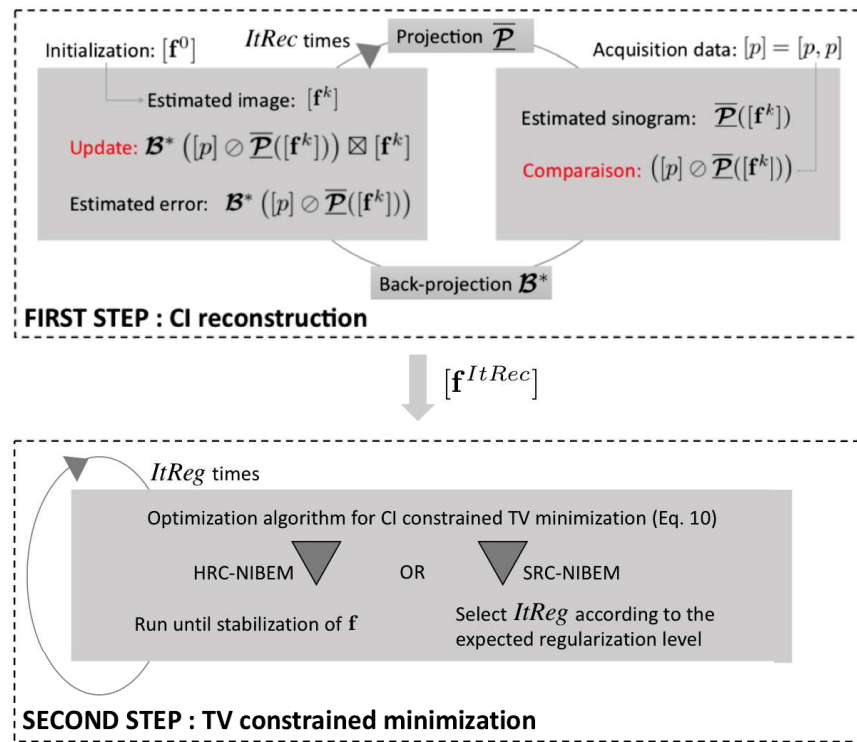 Initialization: [f⁰]
ItRec times
Projection 𝓟̲̅
Acquisition data: [p] = [p, p]
Estimated image: [fᵏ]
Update: 𝓑* ([p] ⊘ 𝓟̲̅([fᵏ])) ⊠ [fᵏ]
Estimated error: 𝓑* ([p] ⊘ 𝓟̲̅([fᵏ]))
Estimated sinogram: 𝓟̲̅([fᵏ])
Comparaison: ([p] ⊘ 𝓟̲̅([fᵏ]))
Back-projection 𝓑*
FIRST STEP : CI reconstruction
[f^{ItRec}]
ItReg times
Optimization algorithm for CI constrained TV minimization (Eq. 10)
HRC-NIBEM
OR
SRC-NIBEM
Run until stabilization of f
Select ItReg according to the
expected regularization level
SECOND STEP : TV constrained minimization